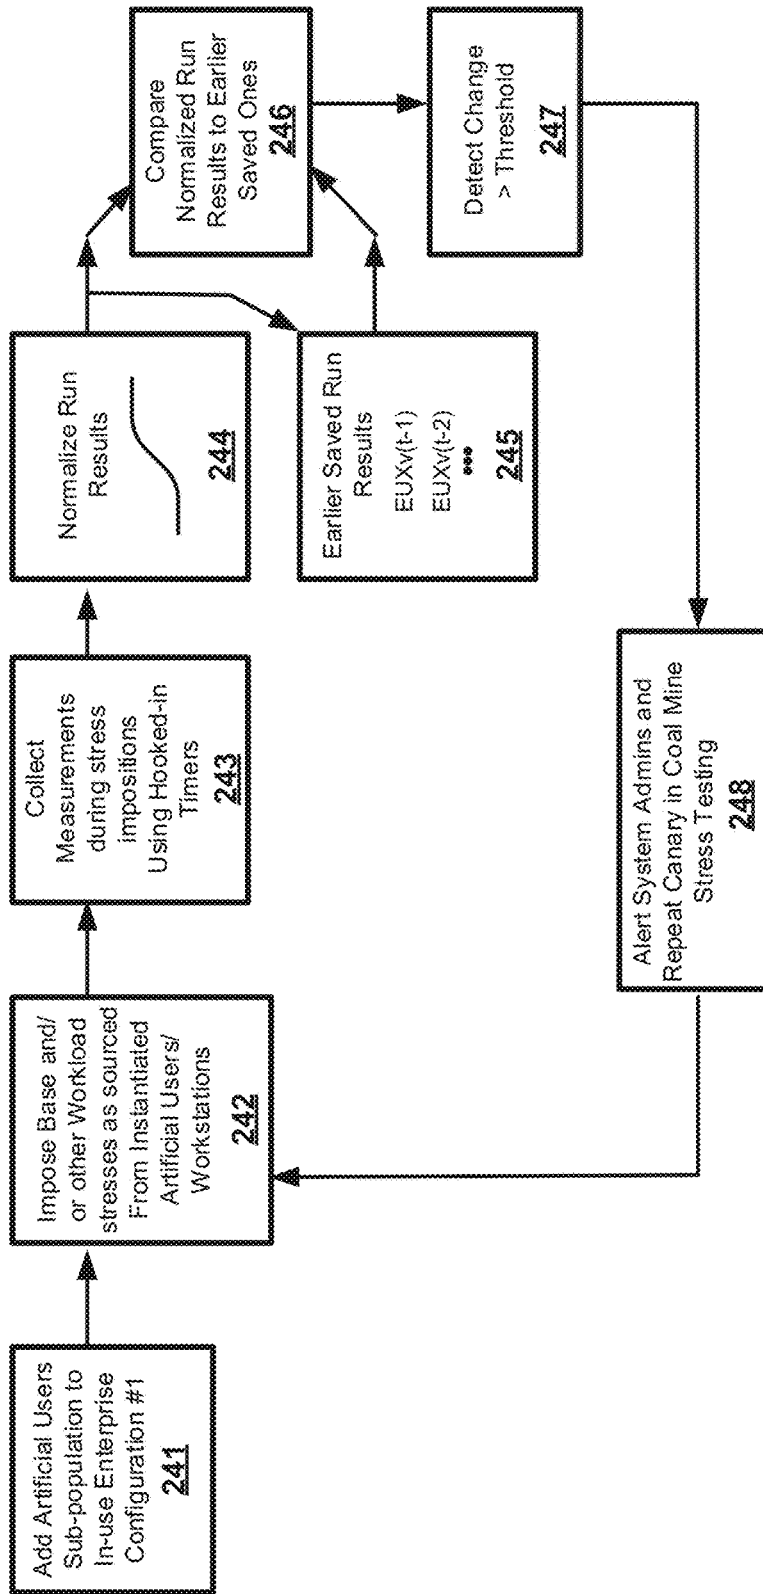 Add Artificial Users
Sub-population to
In-use Enterprise
Configuration #1
241
Impose Base and/
or other Workload
stresses as sourced
From Instantiated
Artificial Users/
Workstations
242
Collect
Measurements
during stress
impositions
Using Hooked-in
Timers
243
Normalize Run
Results
244
Earlier Saved Run
Results
EUXv(t-1)
EUXv(t-2)
•••
245
Compare
Normalized Run
Results to Earlier
Saved Ones
246
Detect Change
> Threshold
247
Alert System Admins and
Repeat Canary in Coal Mine
Stress Testing
248